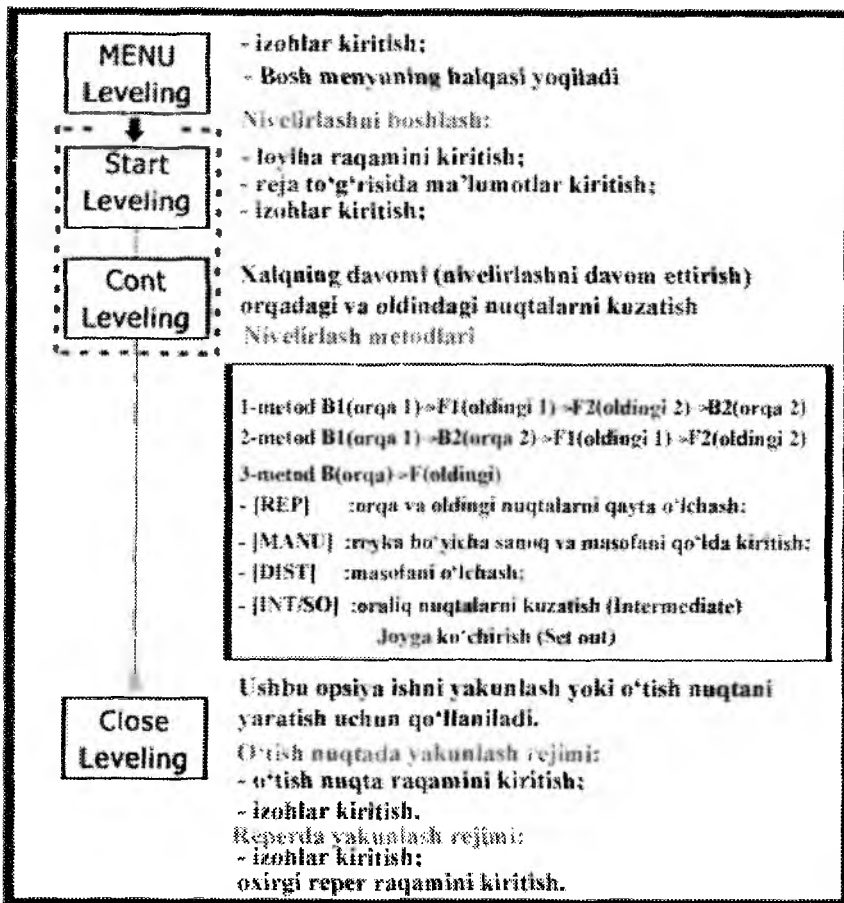 MENU
Leveling
- izohlar kiritish;
- Bosh menyuning halqasi yoqiladi
Nivelirlashni boshlash:
Start
Leveling
- loyiha raqamini kiritish;
- reja to‘g‘risida ma’lumotlar kiritish;
- izohlar kiritish;
Cont
Leveling
Xalqning davomi (nivelirlashni davom ettirish)
orqadagi va oldindagi nuqtalarni kuzatish
Nivelirlash metodlari
1-metod B1(orqa 1)->F1(oldingi 1) ->F2(oldingi 2) ->B2(orqa 2)
2-metod B1(orqa 1) ->B2(orqa 2) ->F1(oldingi 1) ->F2(oldingi 2)
3-metod B(orqa)->F(oldingi)
- [REP] :orqa va oldingi nuqtalarni qayta o‘lchash;
- [MANU] :reyka bo‘yicha sanoq va masofani qo‘lda kiritish;
- [DIST] :masofani o‘lchash;
- [INT/SO] :oraliq nuqtalarni kuzatish (Intermediate)
Joyga ko‘chirish (Set out)
Close
Leveling
Ushbu opsiya ishni yakunlash yoki o‘tish nuqtani
yaratish uchun qo‘llaniladi.
O‘tish nuqtada yakunlash rejimi:
- o‘tish nuqta raqamini kiritish;
- izohlar kiritish.
Reperda yakunlash rejimi:
- izohlar kiritish;
oxirgi reper raqamini kiritish.